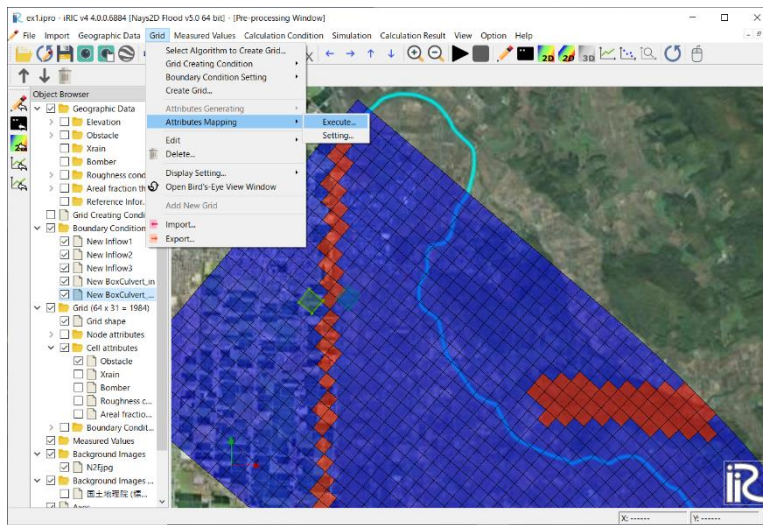 ex1.ipro - iRIC v4 4.0.0.6884 [Nays2D Flood v5.0 64 bit] - [Pre-processing Window]
File Import Geographic Data Grid Measured Values Calculation Condition Simulation Calculation Result View Option Help
Select Algorithm to Create Grid...
Grid Creating Condition
Boundary Condition Setting
Create Grid...
Attributes Generating
Attributes Mapping
Execute...
Setting...
Edit
Delete...
Display Setting...
Open Bird's-Eye View Window
Add New Grid
Import...
Export...
Object Browser
Geographic Data
Elevation
Obstacle
Xrain
Bomber
Roughness cond
Areal fraction th
Reference Infor.
Grid Creating Condi
Boundary Condition
New Inflow1
New Inflow2
New Inflow3
New BoxCulvert_in
New BoxCulvert_...
Grid (64 x 31 = 1984)
Grid shape
Node attributes
Cell attributes
Obstacle
Xrain
Bomber
Roughness c...
Areal fractio...
Boundary Condit...
Measured Values
Background Images
N2F.jpg
Background Images ...
国土地理院 (標...
Axes
2D 2D 3D
iRiC
X: ------
Y: ------